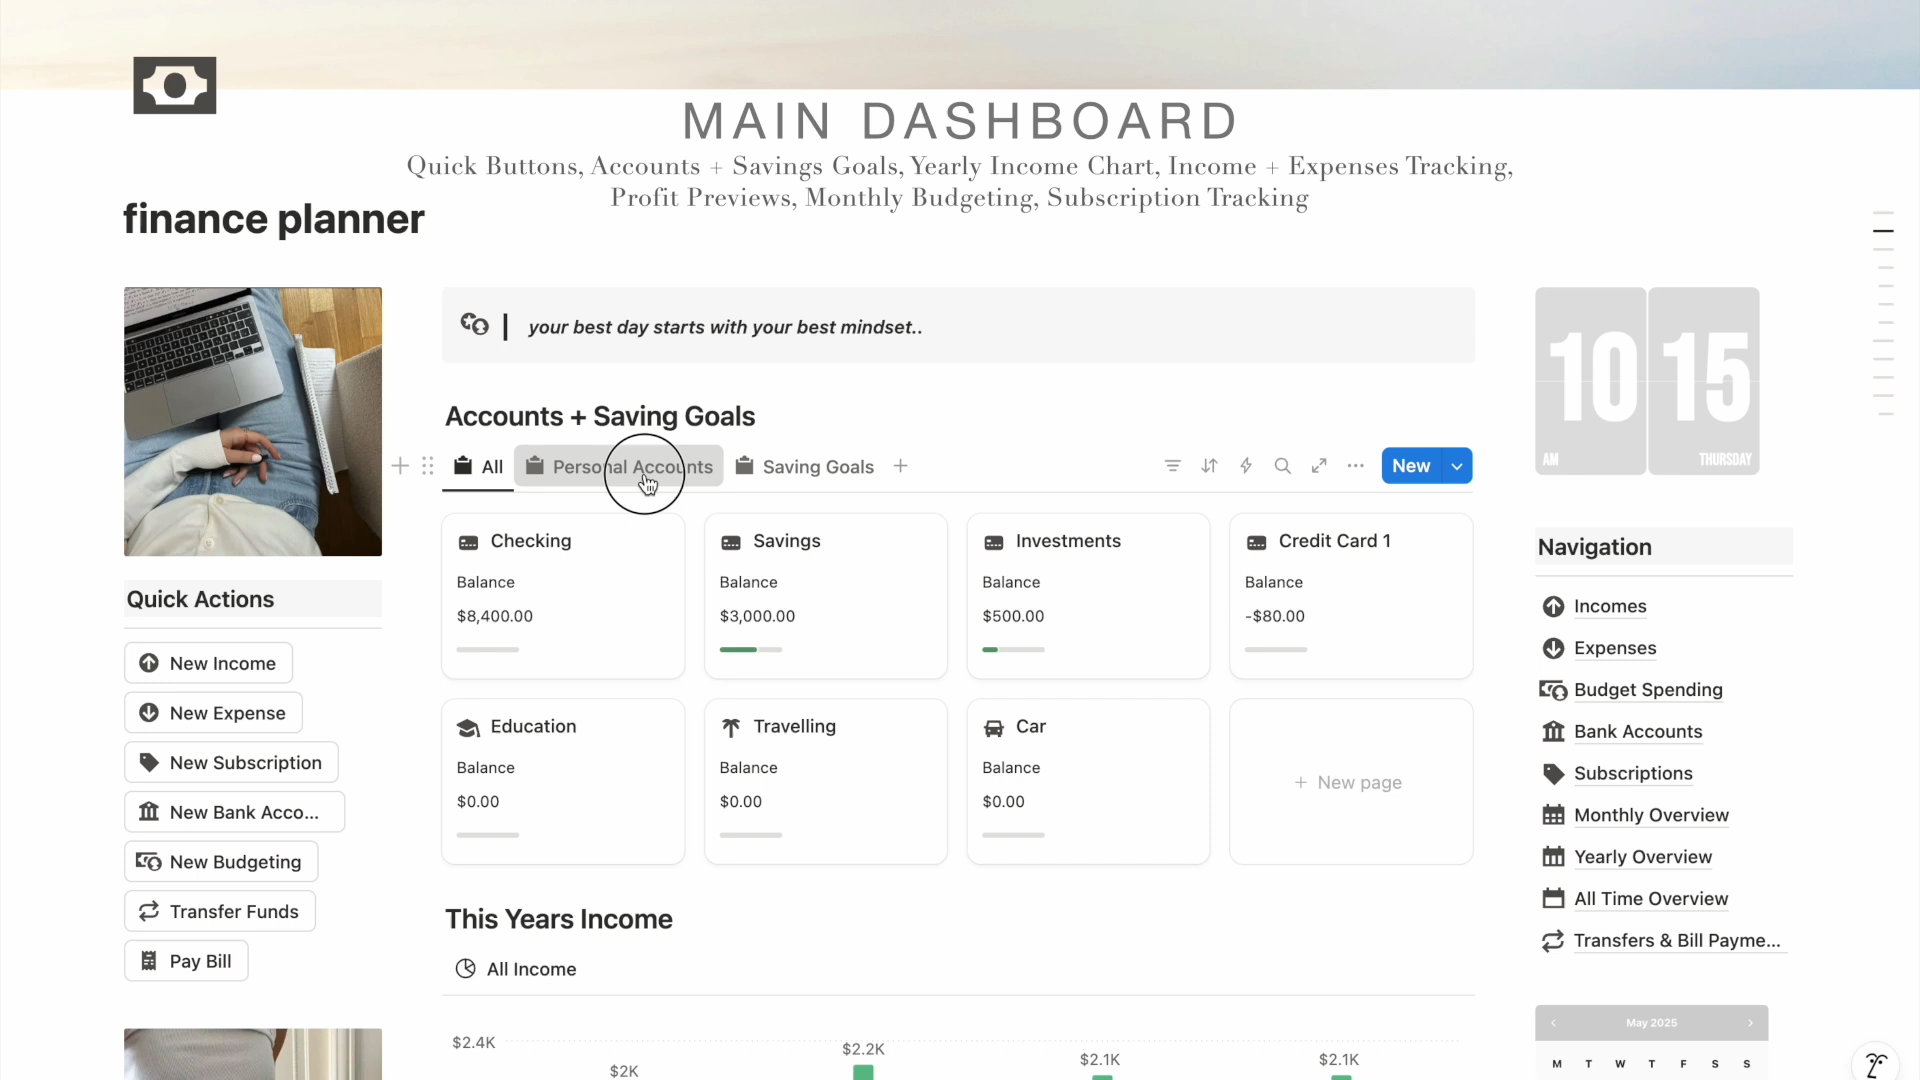 MAIN DASHBOARD
Quick Buttons, Accounts + Savings Goals, Yearly Income Chart, Income + Expenses Tracking,
Profit Previews, Monthly Budgeting, Subscription Tracking
finance planner
your best day starts with your best mindset..
10 15
AM THURSDAY
Accounts + Saving Goals
All Personal Accounts Saving Goals
New
Checking
Balance
$8,400.00
Savings
Balance
$3,000.00
Investments
Balance
$500.00
Credit Card 1
Balance
-$80.00
Education
Balance
$0.00
Travelling
Balance
$0.00
Car
Balance
$0.00
New page
Quick Actions
New Income
New Expense
New Subscription
New Bank Acco...
New Budgeting
Transfer Funds
Pay Bill
Navigation
Incomes
Expenses
Budget Spending
Bank Accounts
Subscriptions
Monthly Overview
Yearly Overview
All Time Overview
Transfers & Bill Payme...
This Years Income
All Income
$2.4K
$2K
$2.2K
$2.1K
$2.1K
May 2025
M T W T F S S